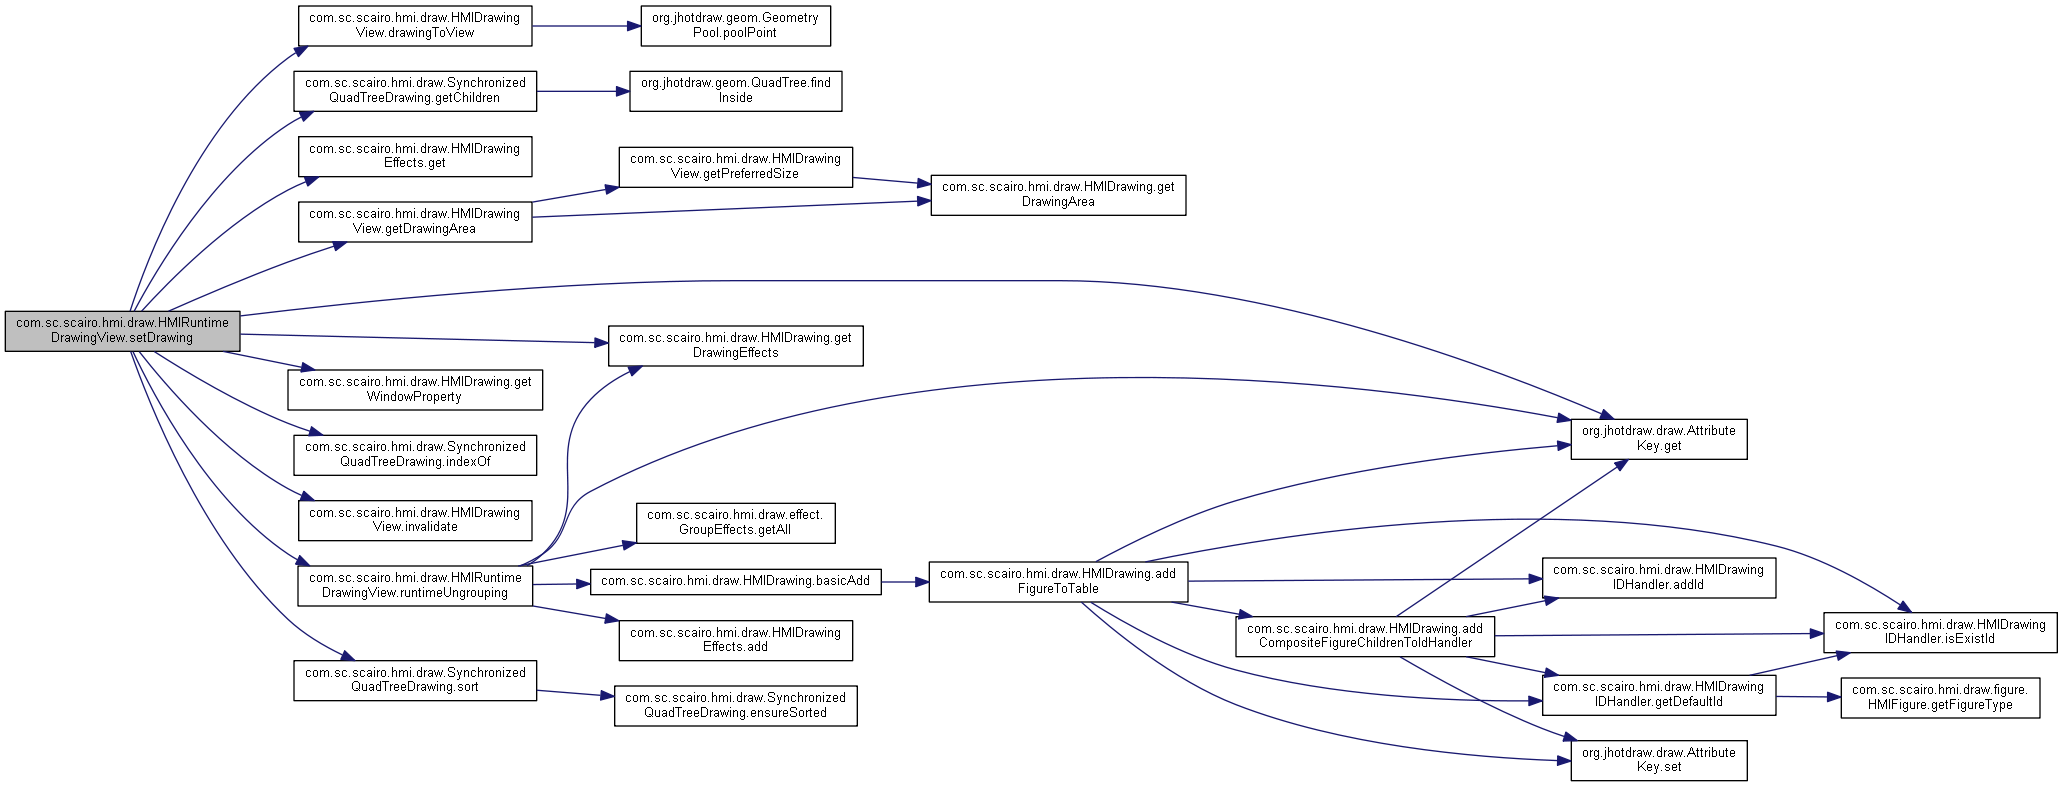 com.sc.scairo.hmi.draw.HMIRuntime
DrawingView.setDrawing
com.sc.scairo.hmi.draw.HMIDrawing
View.drawingToView
org.jhotdraw.geom.Geometry
Pool.poolPoint
com.sc.scairo.hmi.draw.Synchronized
QuadTreeDrawing.getChildren
org.jhotdraw.geom.QuadTree.find
Inside
com.sc.scairo.hmi.draw.HMIDrawing
Effects.get
com.sc.scairo.hmi.draw.HMIDrawing
View.getDrawingArea
com.sc.scairo.hmi.draw.HMIDrawing
View.getPreferredSize
com.sc.scairo.hmi.draw.HMIDrawing.get
DrawingArea
com.sc.scairo.hmi.draw.HMIDrawing.get
DrawingEffects
com.sc.scairo.hmi.draw.HMIDrawing.get
WindowProperty
com.sc.scairo.hmi.draw.Synchronized
QuadTreeDrawing.indexOf
com.sc.scairo.hmi.draw.HMIDrawing
View.invalidate
com.sc.scairo.hmi.draw.HMIRuntime
DrawingView.runtimeUngrouping
com.sc.scairo.hmi.draw.effect.
GroupEffects.getAll
com.sc.scairo.hmi.draw.HMIDrawing.basicAdd
com.sc.scairo.hmi.draw.HMIDrawing
Effects.add
com.sc.scairo.hmi.draw.Synchronized
QuadTreeDrawing.sort
com.sc.scairo.hmi.draw.Synchronized
QuadTreeDrawing.ensureSorted
com.sc.scairo.hmi.draw.HMIDrawing.add
FigureToTable
com.sc.scairo.hmi.draw.HMIDrawing.add
CompositeFigureChildrenToIdHandler
org.jhotdraw.draw.Attribute
Key.get
com.sc.scairo.hmi.draw.HMIDrawing
IDHandler.addId
com.sc.scairo.hmi.draw.HMIDrawing
IDHandler.isExistId
com.sc.scairo.hmi.draw.HMIDrawing
IDHandler.getDefaultId
com.sc.scairo.hmi.draw.figure.
HMIFigure.getFigureType
org.jhotdraw.draw.Attribute
Key.set